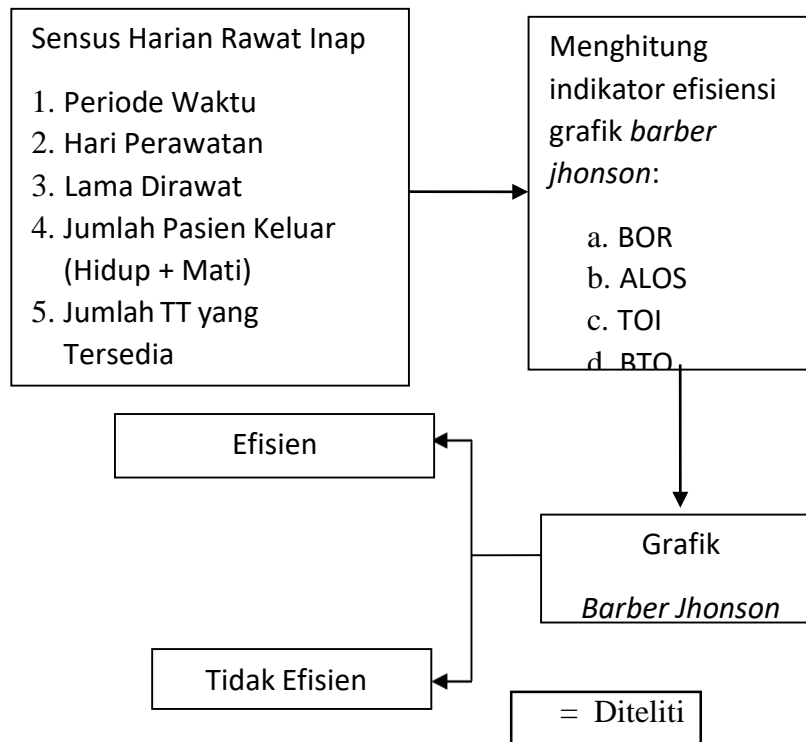 Sensus Harian Rawat Inap
1. Periode Waktu
2. Hari Perawatan
3. Lama Dirawat
4. Jumlah Pasien Keluar
(Hidup + Mati)
5. Jumlah TT yang
Tersedia
Menghitung
indikator efisiensi
grafik barber
jhonson:
a. BOR
b. ALOS
c. TOI
d. BTO
Efisien
Grafik
Barber Jhonson
Tidak Efisien
= Diteliti